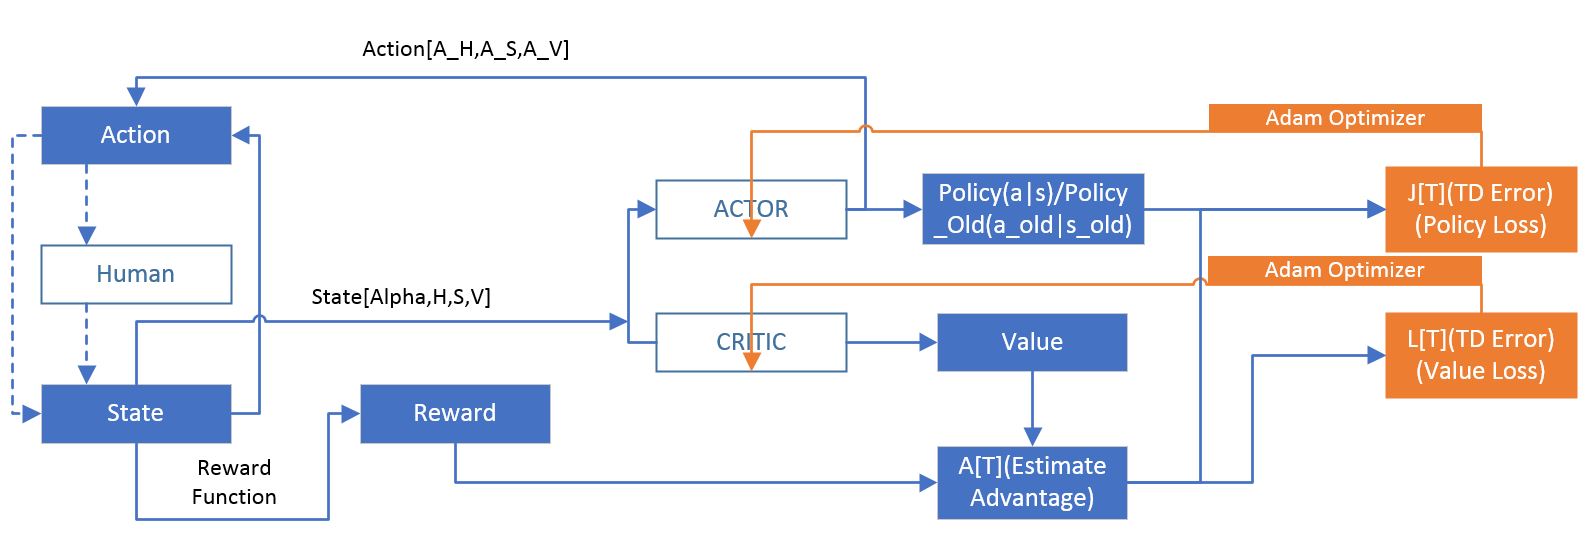 Action[A_H,A_S,A_V]
Action
Adam Optimizer
ACTOR
Policy(a|s)/Policy
_Old(a_old|s_old)
J[T](TD Error)
(Policy Loss)
Human
State[Alpha,H,S,V]
Adam Optimizer
CRITIC
Value
L[T](TD Error)
(Value Loss)
State
Reward
Reward
Function
A[T](Estimate
Advantage)